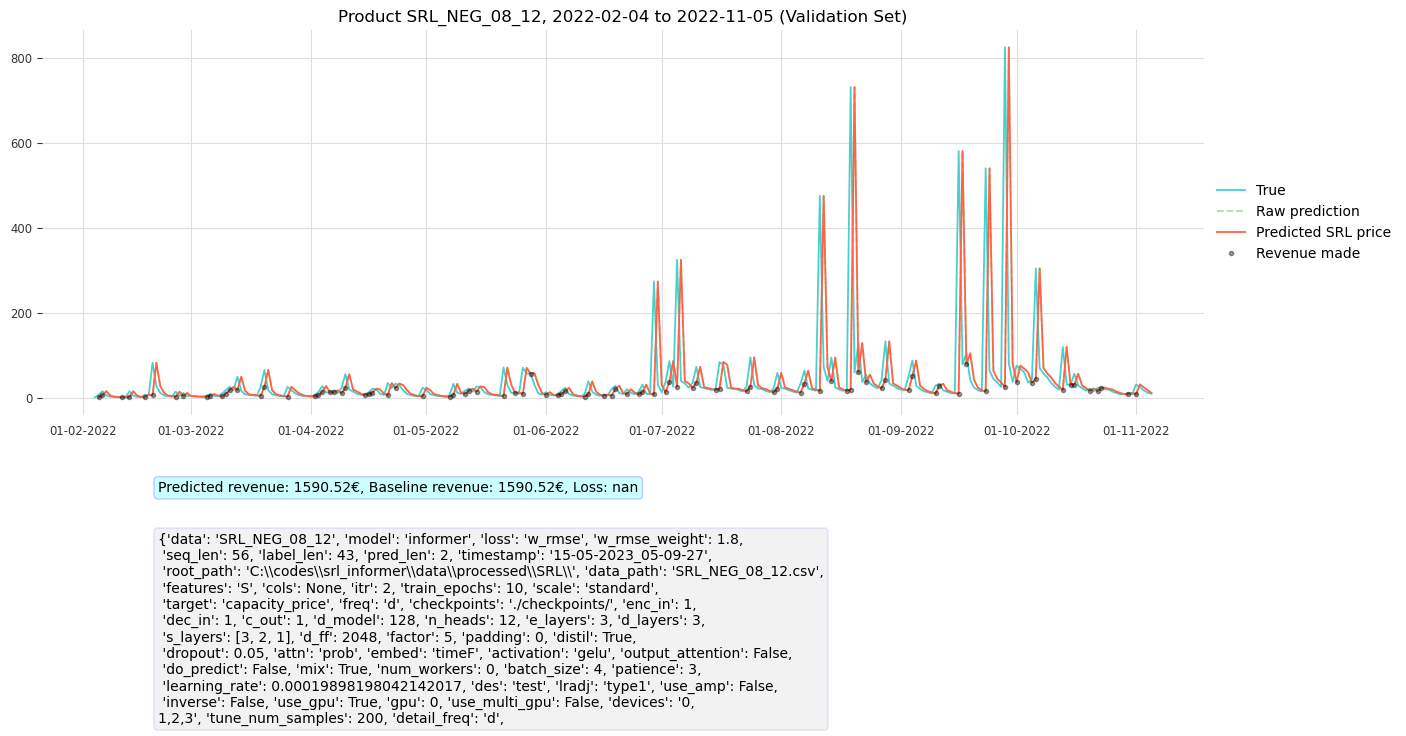 Product SRL_NEG_08_12, 2022-02-04 to 2022-11-05 (Validation Set)
800
600
400
200
0
01-02-2022 01-03-2022 01-04-2022 01-05-2022 01-06-2022 01-07-2022 01-08-2022 01-09-2022 01-10-2022 01-11-2022
True
Raw prediction
Predicted SRL price
Revenue made
Predicted revenue: 1590.52€, Baseline revenue: 1590.52€, Loss: nan
{'data': 'SRL_NEG_08_12', 'model': 'informer', 'loss': 'w_rmse', 'w_rmse_weight': 1.8,
'seq_len': 56, 'label_len': 43, 'pred_len': 2, 'timestamp': '15-05-2023_05-09-27',
'root_path': 'C:\\codes\\srl_informer\\data\\processed\\SRL\\', 'data_path': 'SRL_NEG_08_12.csv',
'features': 'S', 'cols': None, 'itr': 2, 'train_epochs': 10, 'scale': 'standard',
'target': 'capacity_price', 'freq': 'd', 'checkpoints': './checkpoints/', 'enc_in': 1,
'dec_in': 1, 'c_out': 1, 'd_model': 128, 'n_heads': 12, 'e_layers': 3, 'd_layers': 3,
's_layers': [3, 2, 1], 'd_ff': 2048, 'factor': 5, 'padding': 0, 'distil': True,
'dropout': 0.05, 'attn': 'prob', 'embed': 'timeF', 'activation': 'gelu', 'output_attention': False,
'do_predict': False, 'mix': True, 'num_workers': 0, 'batch_size': 4, 'patience': 3,
'learning_rate': 0.00019898198042142017, 'des': 'test', 'lradj': 'type1', 'use_amp': False,
'inverse': False, 'use_gpu': True, 'gpu': 0, 'use_multi_gpu': False, 'devices': '0,
1,2,3', 'tune_num_samples': 200, 'detail_freq': 'd',